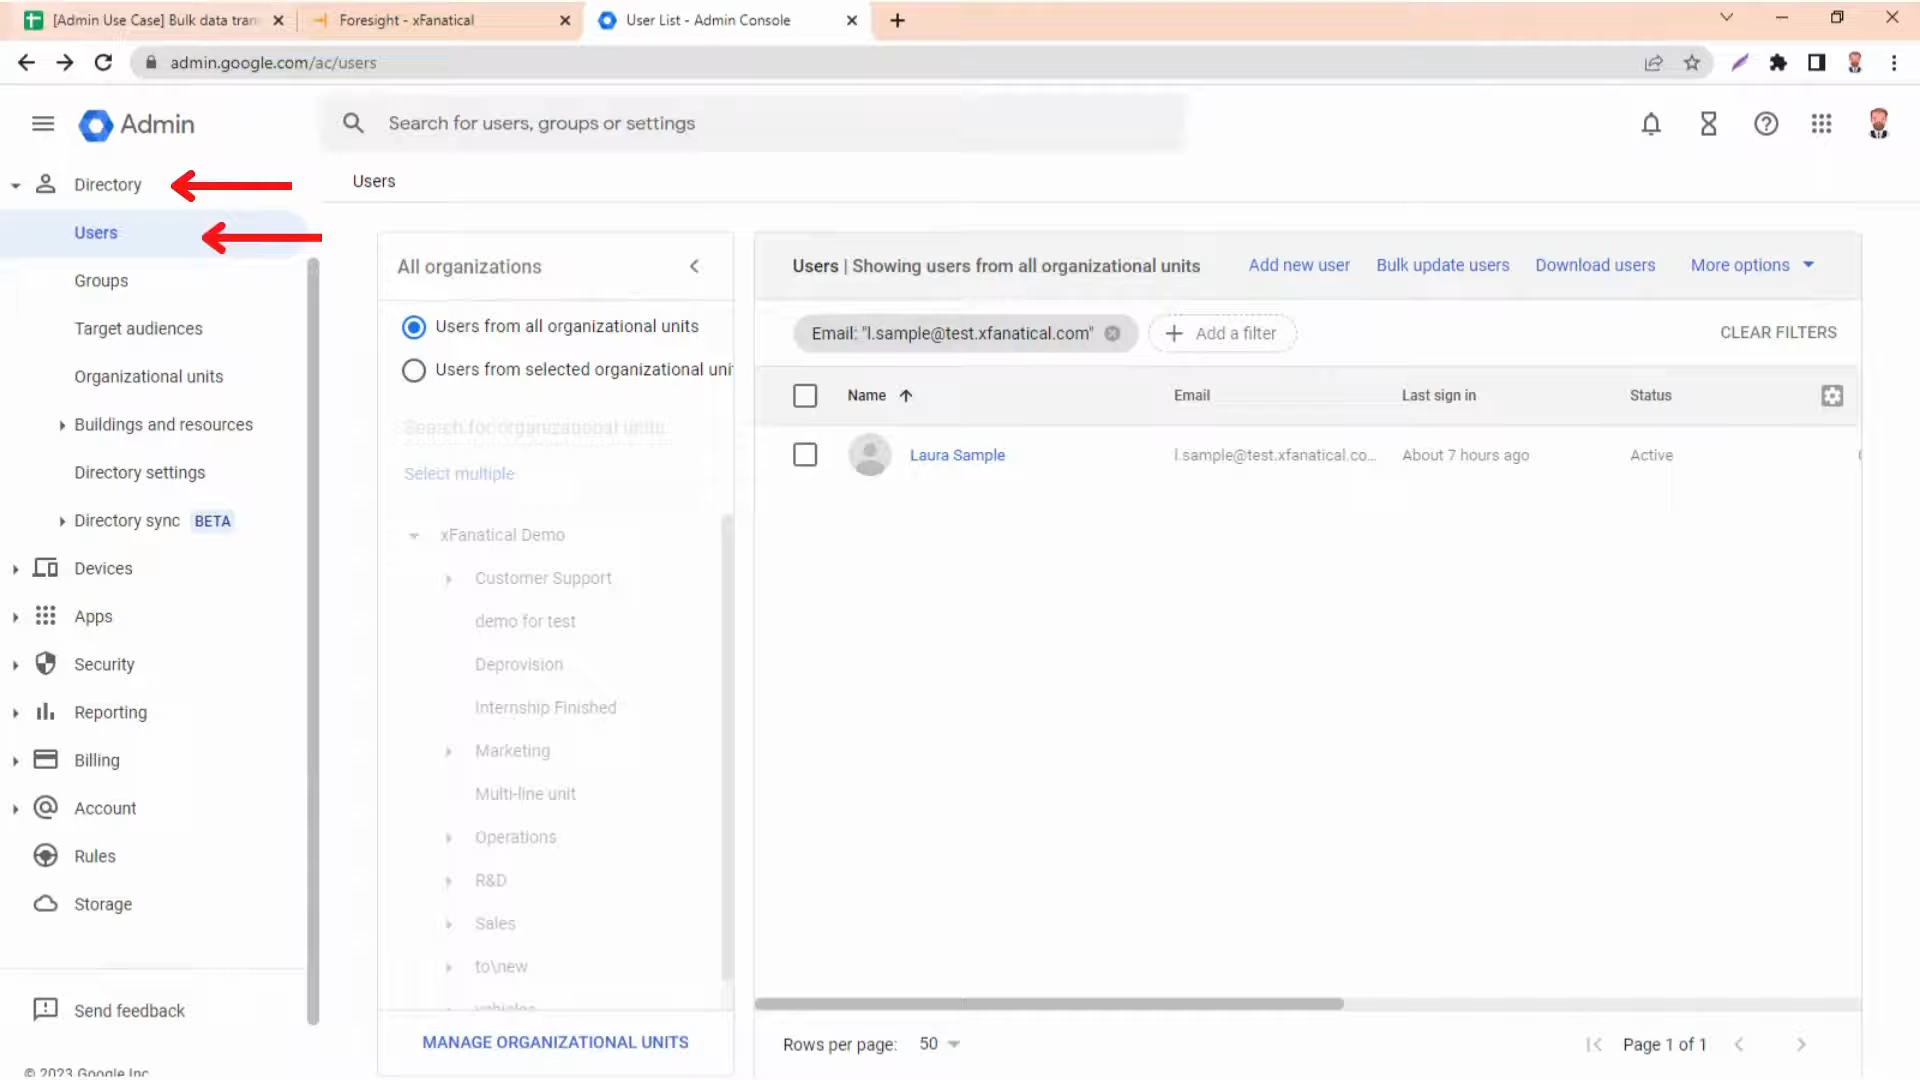 [Admin Use Case] Bulk data tran
Foresight - xFanatical
User List - Admin Console
admin.google.com/ac/users
Admin
Search for users, groups or settings
Directory
Users
Groups
Target audiences
Organizational units
Buildings and resources
Directory settings
Directory sync BETA
Devices
Apps
Security
Reporting
Billing
Account
Rules
Storage
Send feedback
© 2023 Google Inc
Users
All organizations
Users from all organizational units
Users from selected organizational uni
Search for organizational units
Select multiple
xFanatical Demo
Customer Support
demo for test
Deprovision
Internship Finished
Marketing
Multi-line unit
Operations
R&D
Sales
to\new
vehicles
MANAGE ORGANIZATIONAL UNITS
Users | Showing users from all organizational units
Add new user
Bulk update users
Download users
More options
Email: "l.sample@test.xfanatical.com"
Add a filter
CLEAR FILTERS
Name
Email
Last sign in
Status
Laura Sample
l.sample@test.xfanatical.co...
About 7 hours ago
Active
Rows per page: 50
Page 1 of 1